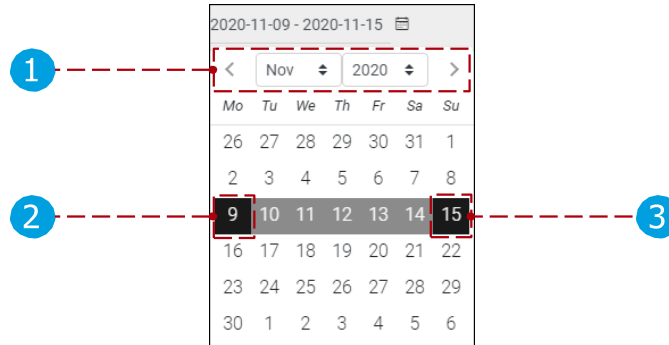 2020-11-09 - 2020-11-15
1
Nov 2020
Mo Tu We Th Fr Sa Su
26 27 28 29 30 31 1
2 3 4 5 6 7 8
2 9 10 11 12 13 14 15 3
16 17 18 19 20 21 22
23 24 25 26 27 28 29
30 1 2 3 4 5 6